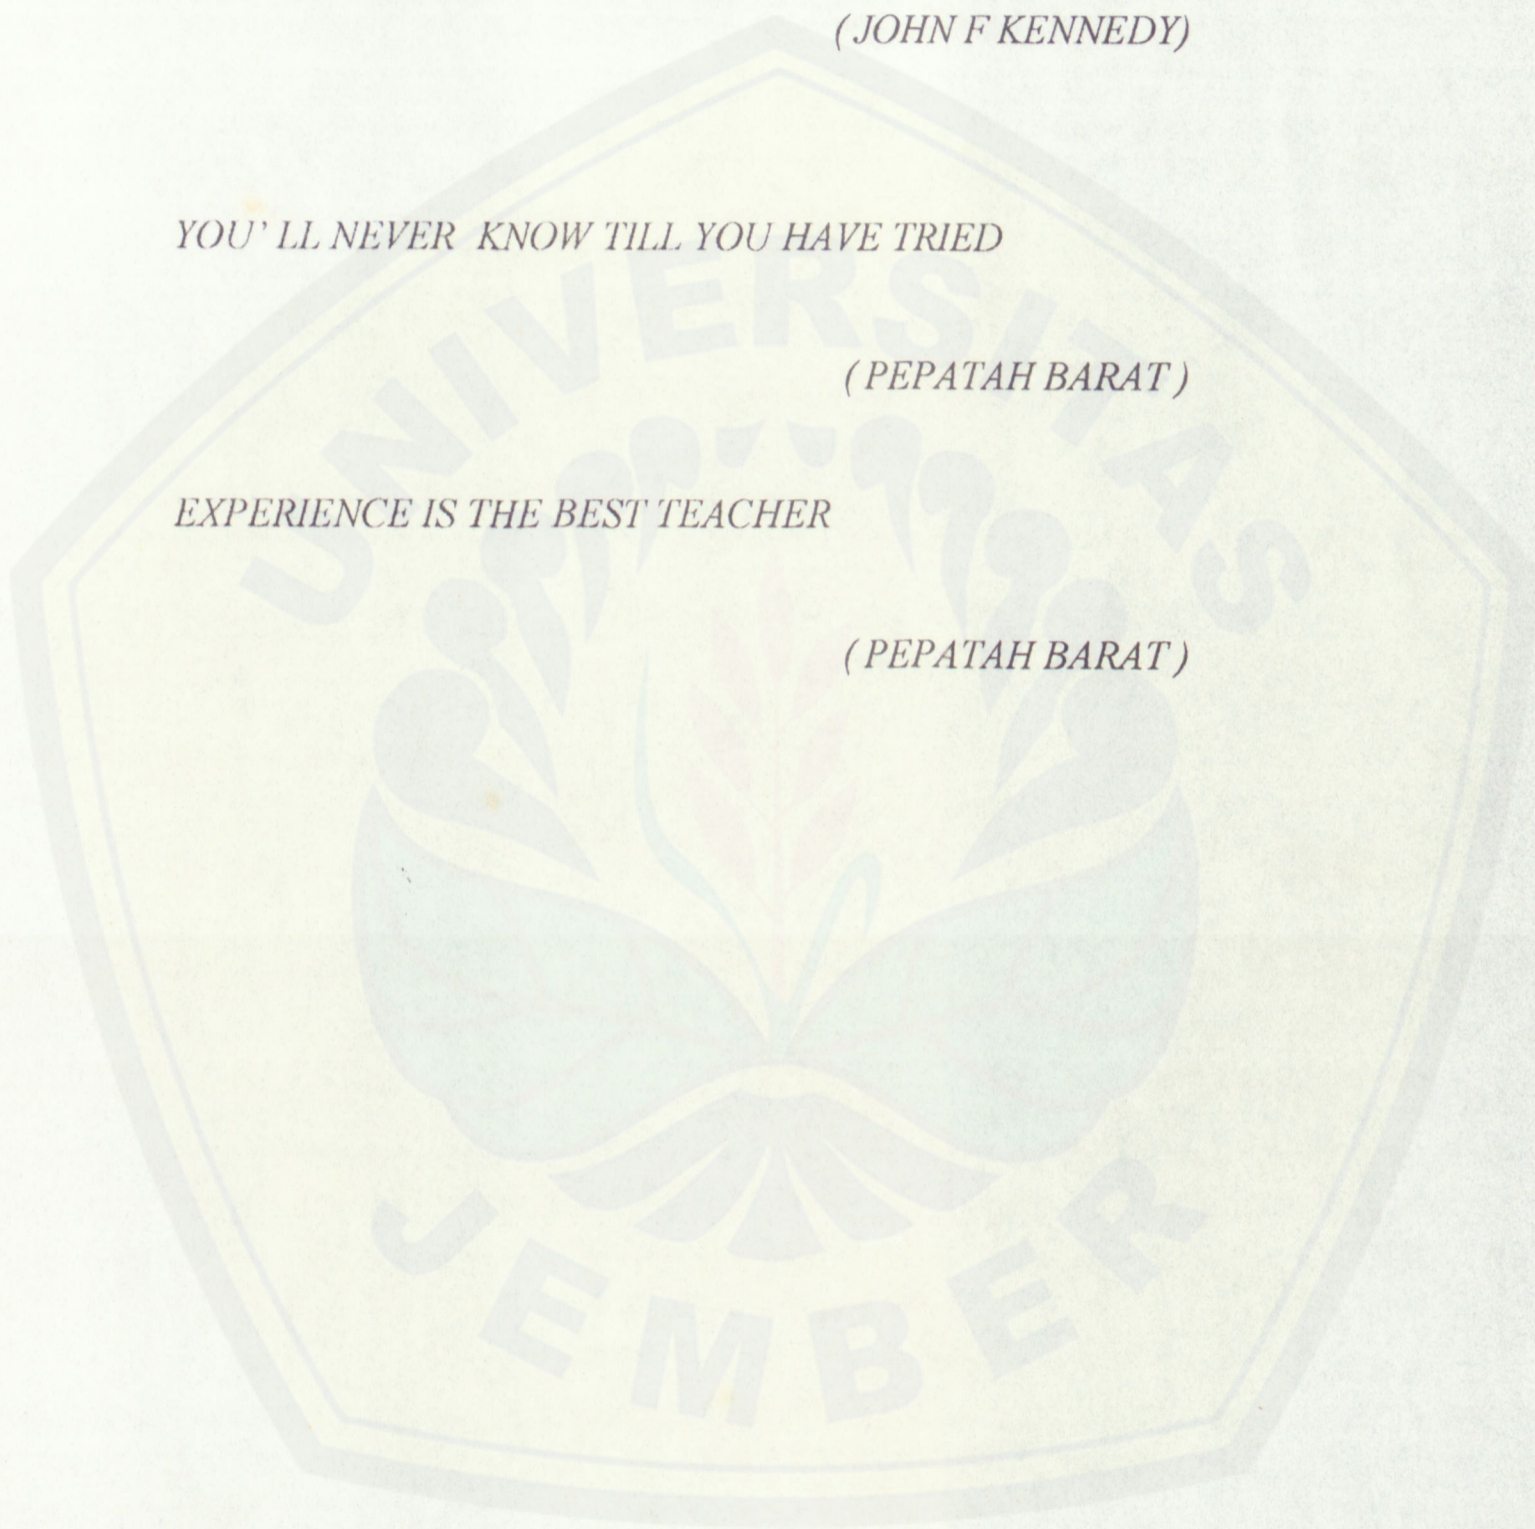 ( JOHN F KENNEDY)
YOU' LL NEVER KNOW TILL YOU HAVE TRIED
( PEPATAH BARAT )
EXPERIENCE IS THE BEST TEACHER
( PEPATAH BARAT )
UNIVERSITAS
JEMBER